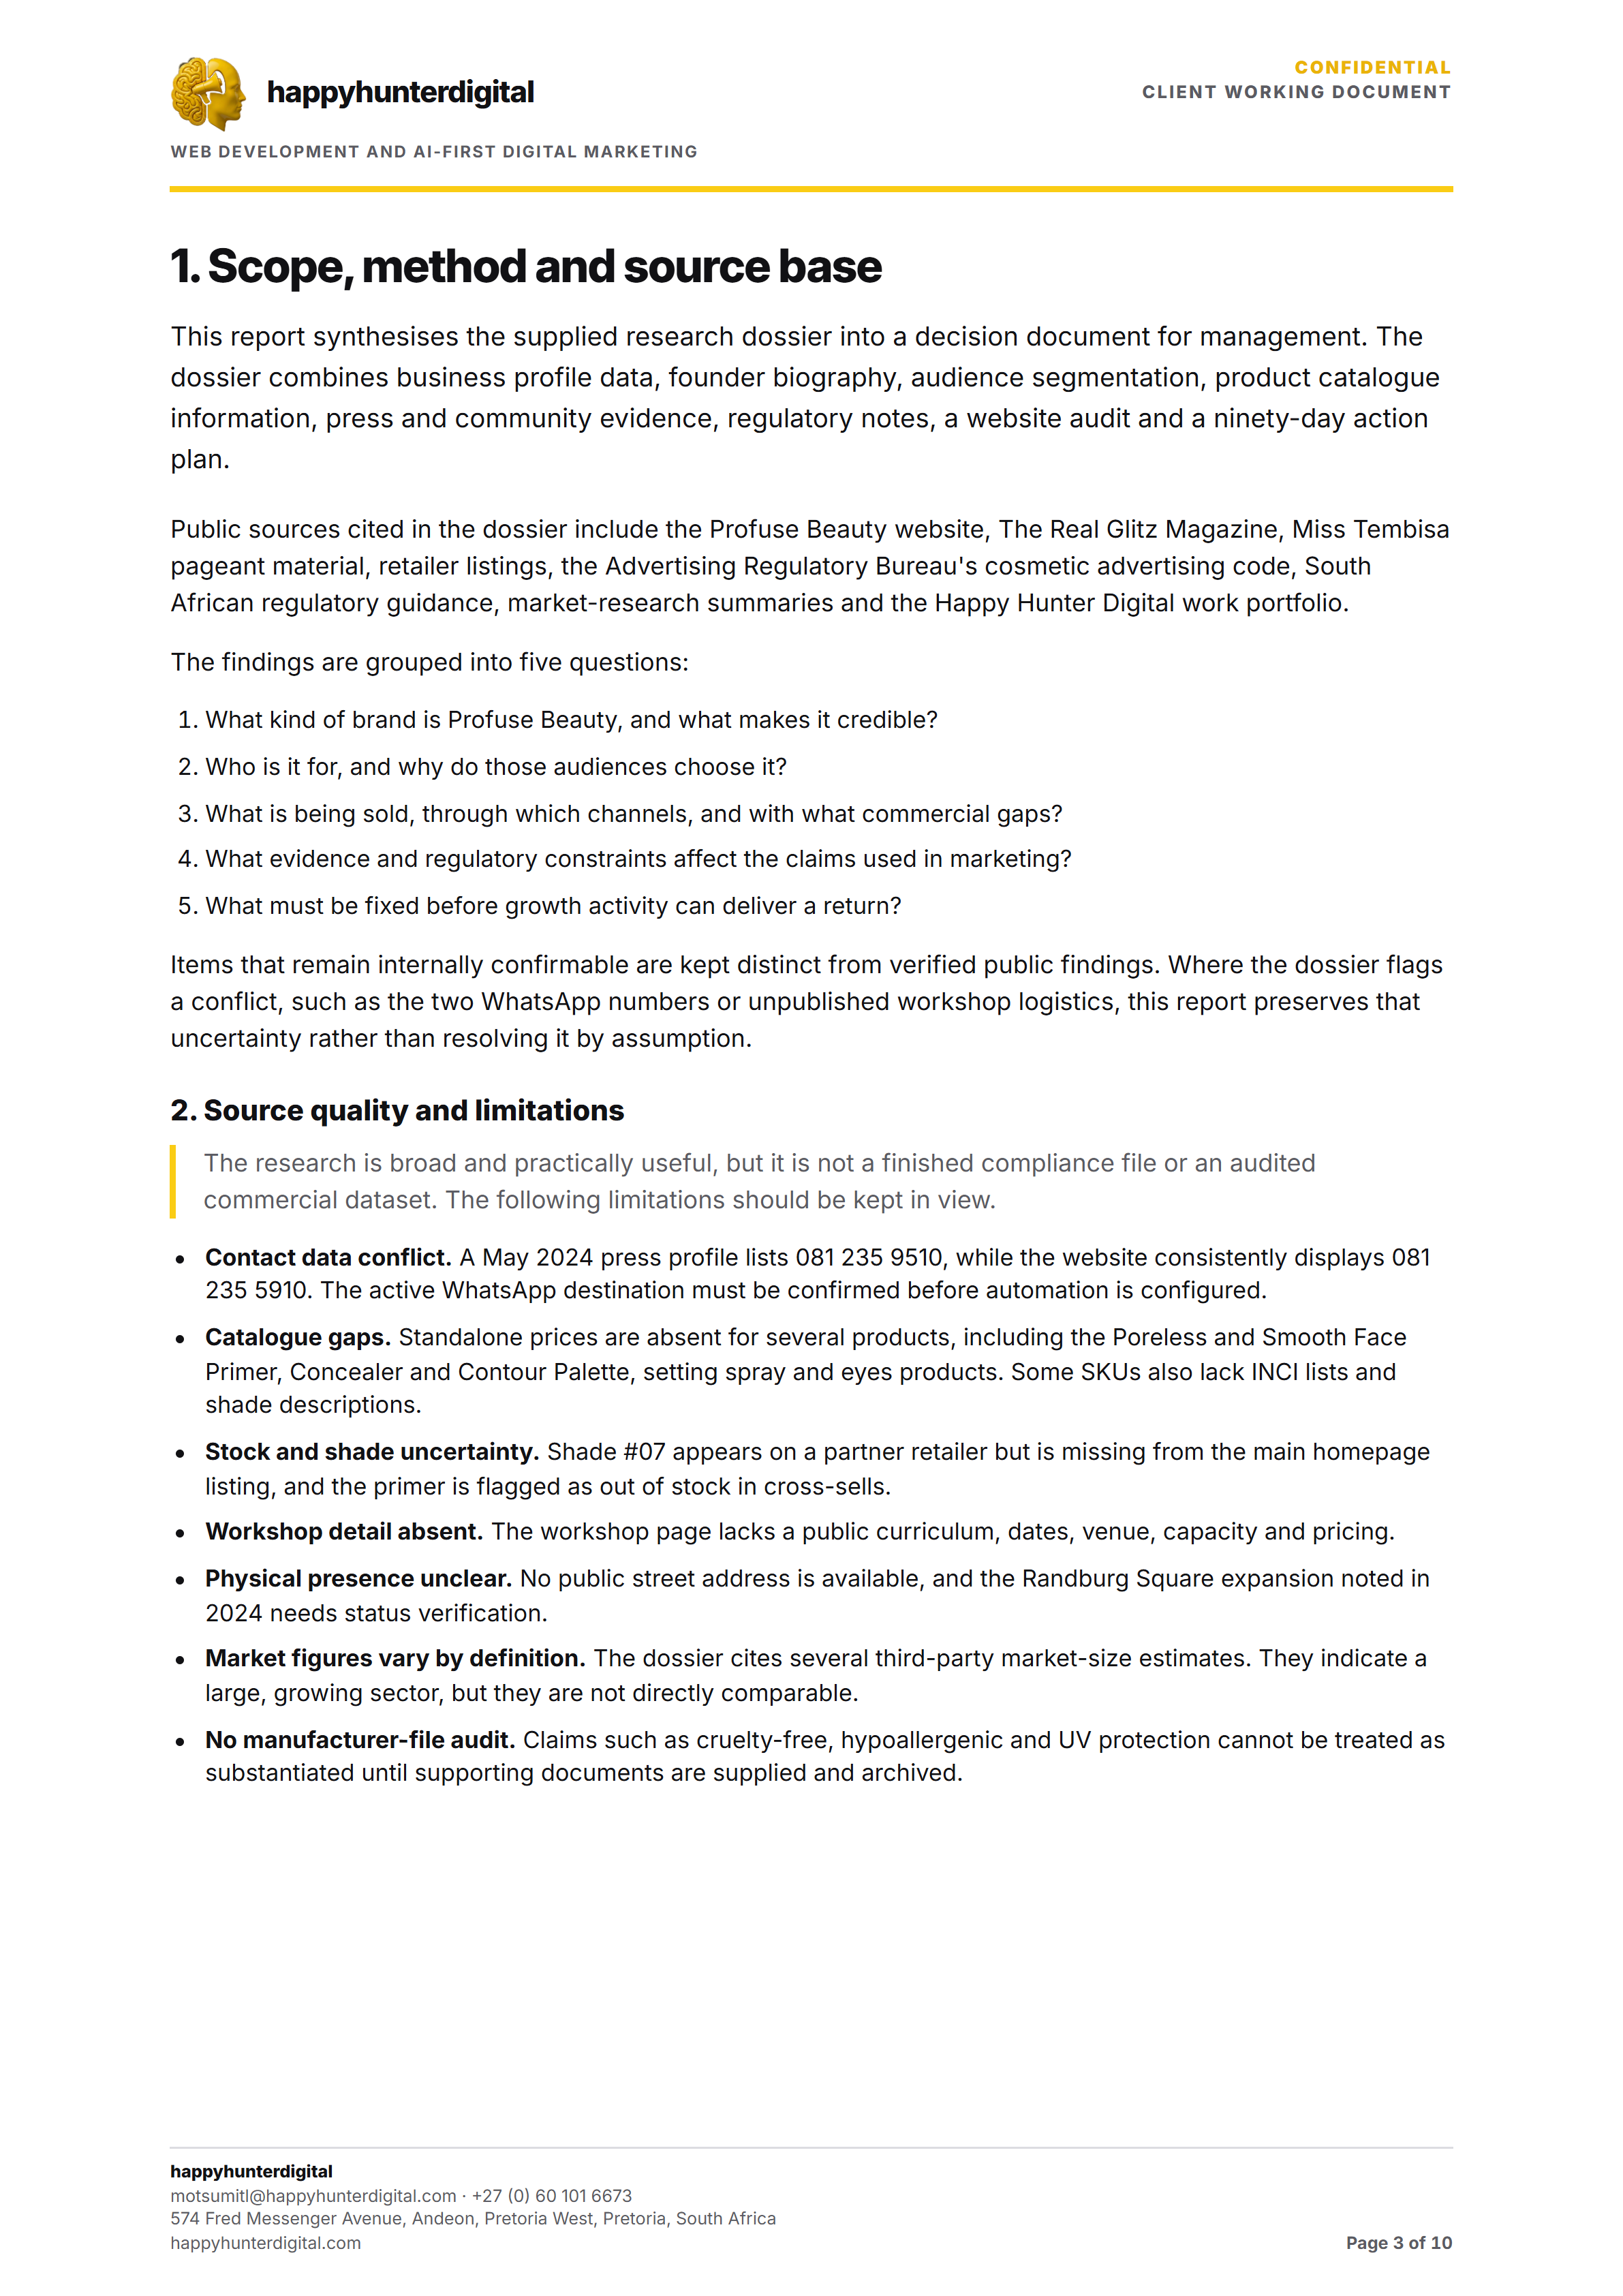 happyhunterdigital
CONFIDENTIAL
CLIENT WORKING DOCUMENT
WEB DEVELOPMENT AND AI-FIRST DIGITAL MARKETING
1. Scope, method and source base
This report synthesises the supplied research dossier into a decision document for management. The
dossier combines business profile data, founder biography, audience segmentation, product catalogue
information, press and community evidence, regulatory notes, a website audit and a ninety-day action
plan.
Public sources cited in the dossier include the Profuse Beauty website, The Real Glitz Magazine, Miss Tembisa
pageant material, retailer listings, the Advertising Regulatory Bureau's cosmetic advertising code, South
African regulatory guidance, market-research summaries and the Happy Hunter Digital work portfolio.
The findings are grouped into five questions:
1. What kind of brand is Profuse Beauty, and what makes it credible?
2. Who is it for, and why do those audiences choose it?
3. What is being sold, through which channels, and with what commercial gaps?
4. What evidence and regulatory constraints affect the claims used in marketing?
5. What must be fixed before growth activity can deliver a return?
Items that remain internally confirmable are kept distinct from verified public findings. Where the dossier flags
a conflict, such as the two WhatsApp numbers or unpublished workshop logistics, this report preserves that
uncertainty rather than resolving it by assumption.
2. Source quality and limitations
The research is broad and practically useful, but it is not a finished compliance file or an audited
commercial dataset. The following limitations should be kept in view.
• Contact data conflict. A May 2024 press profile lists 081 235 9510, while the website consistently displays 081
235 5910. The active WhatsApp destination must be confirmed before automation is configured.
• Catalogue gaps. Standalone prices are absent for several products, including the Poreless and Smooth Face
Primer, Concealer and Contour Palette, setting spray and eyes products. Some SKUs also lack INCI lists and
shade descriptions.
• Stock and shade uncertainty. Shade #07 appears on a partner retailer but is missing from the main homepage
listing, and the primer is flagged as out of stock in cross-sells.
• Workshop detail absent. The workshop page lacks a public curriculum, dates, venue, capacity and pricing.
• Physical presence unclear. No public street address is available, and the Randburg Square expansion noted in
2024 needs status verification.
• Market figures vary by definition. The dossier cites several third-party market-size estimates. They indicate a
large, growing sector, but they are not directly comparable.
• No manufacturer-file audit. Claims such as cruelty-free, hypoallergenic and UV protection cannot be treated as
substantiated until supporting documents are supplied and archived.
happyhunterdigital
motsumitl@happyhunterdigital.com · +27 (0) 60 101 6673
574 Fred Messenger Avenue, Andeon, Pretoria West, Pretoria, South Africa
happyhunterdigital.com
Page 3 of 10